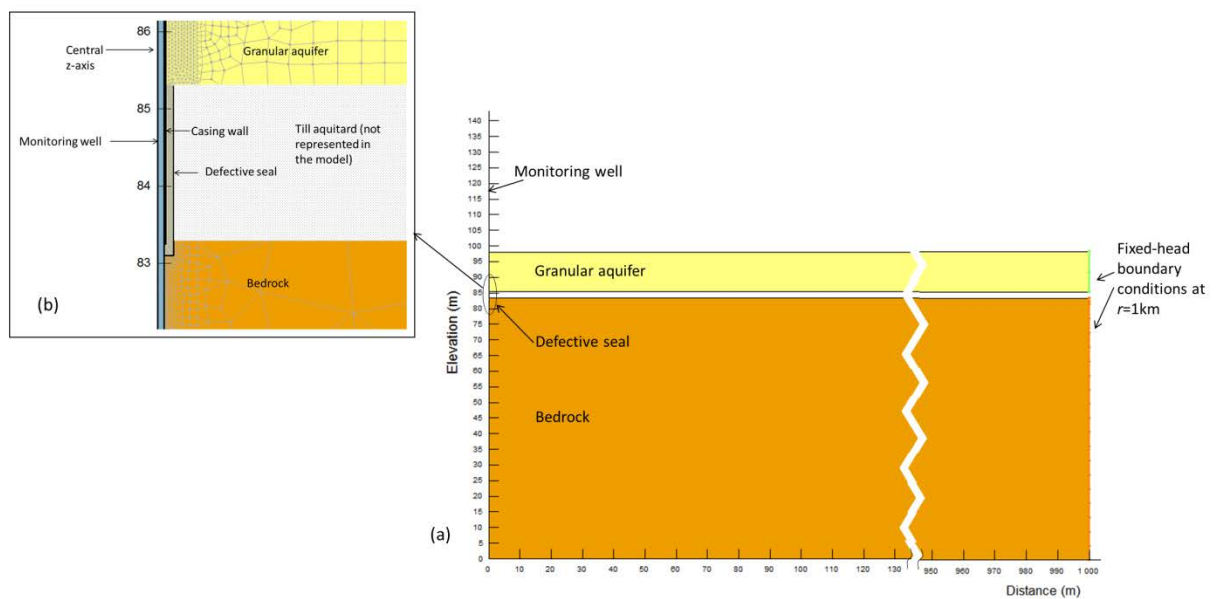 86
Central
z-axis
Granular aquifer
85
Casing wall
Till aquitard (not
represented in
the model)
Monitoring well
Defective seal
84
83
Bedrock
(b)
140
135
130
125
120
115
110
105
100
95
90
85
80
75
70
65
60
55
50
45
40
35
30
25
20
15
10
5
0
Elevation (m)
Monitoring well
Granular aquifer
Defective seal
Bedrock
Fixed-head
boundary
conditions at
r=1km
(a)
0 10 20 30 40 50 60 70 80 90 100 110 120 130 950 960 970 980 990 1 000
Distance (m)